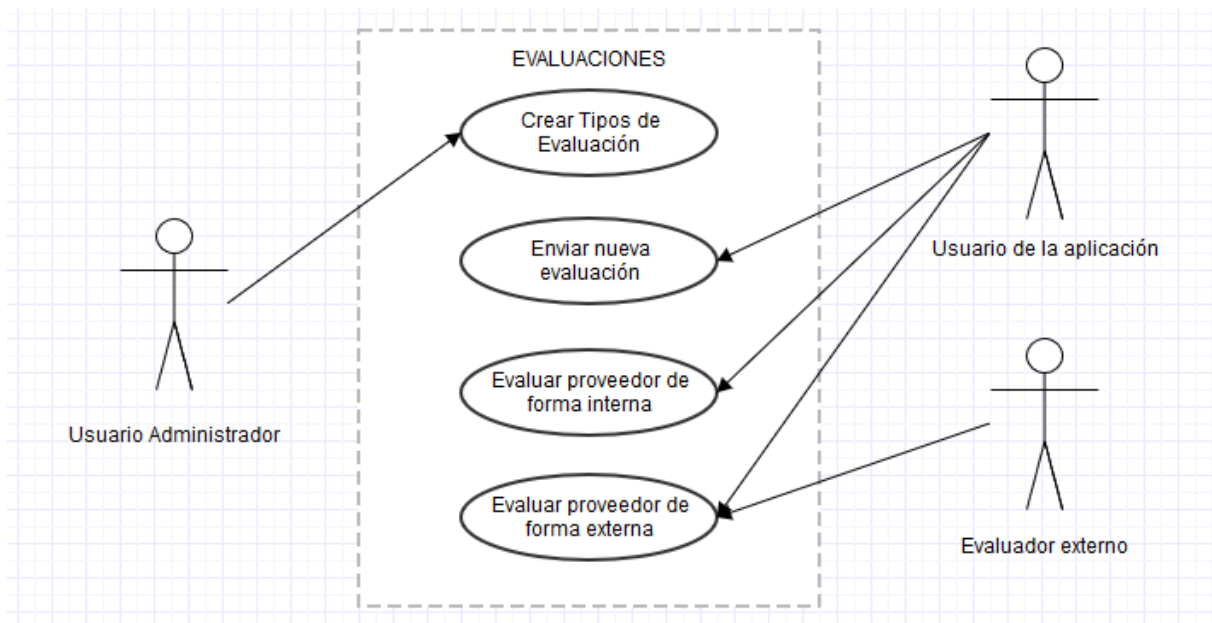 EVALUACIONES
Crear Tipos de
Evaluación
Enviar nueva
evaluación
Evaluar proveedor de
forma interna
Evaluar proveedor de
forma externa
Usuario Administrador
Usuario de la aplicación
Evaluador externo